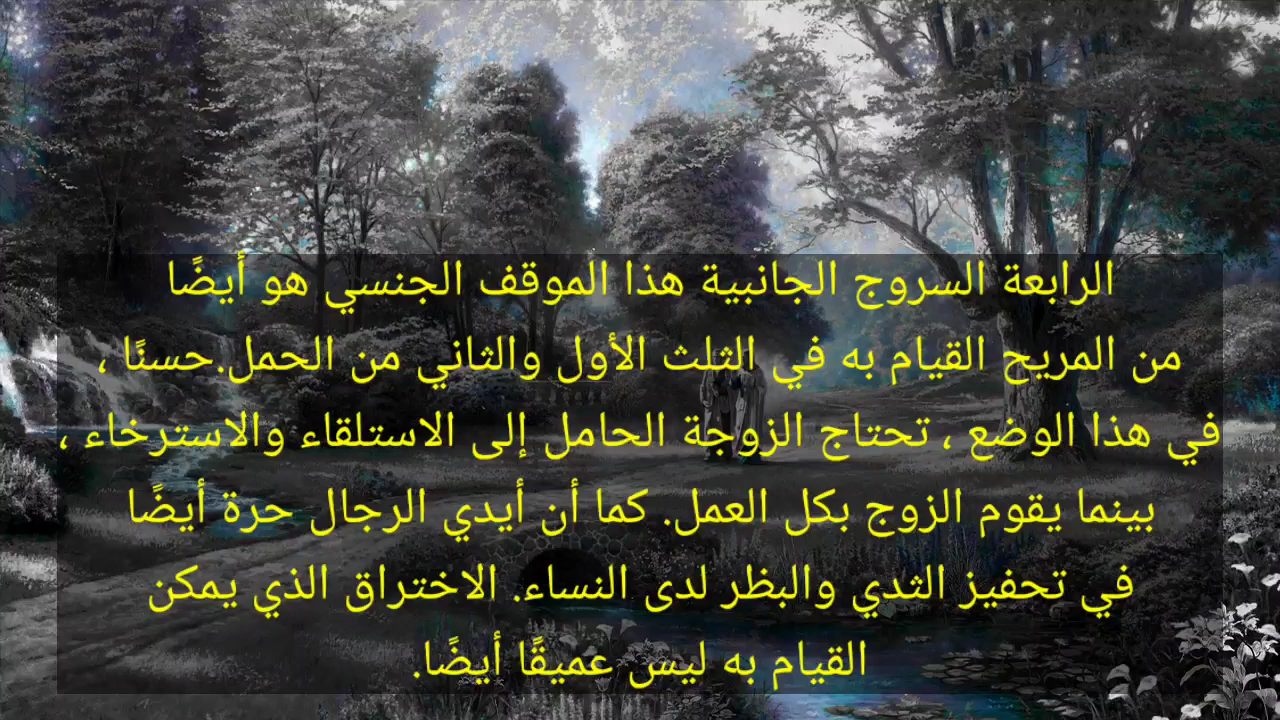 الرابعة السروج الجانبية هذا الموقف الجنسي هو أيضًا
من المريح القيام به في الثلث الأول والثاني من الحمل.حسنًا ،
في هذا الوضع ، تحتاج الزوجة الحامل إلى الاستلقاء والاسترخاء ،
بينما يقوم الزوج بكل العمل. كما أن أيدي الرجال حرة أيضًا
في تحفيز الثدي والبظر لدى النساء. الاختراق الذي يمكن
القيام به ليس عميقًا أيضًا.